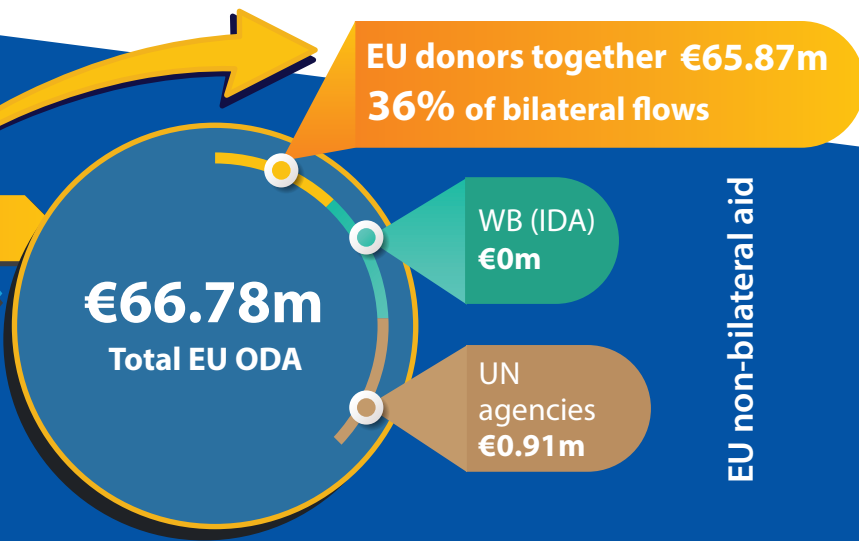 EU donors together €65.87m
36% of bilateral flows
WB (IDA)
€0m
€66.78m
Total EU ODA
UN
agencies
€0.91m
EU non-bilateral aid